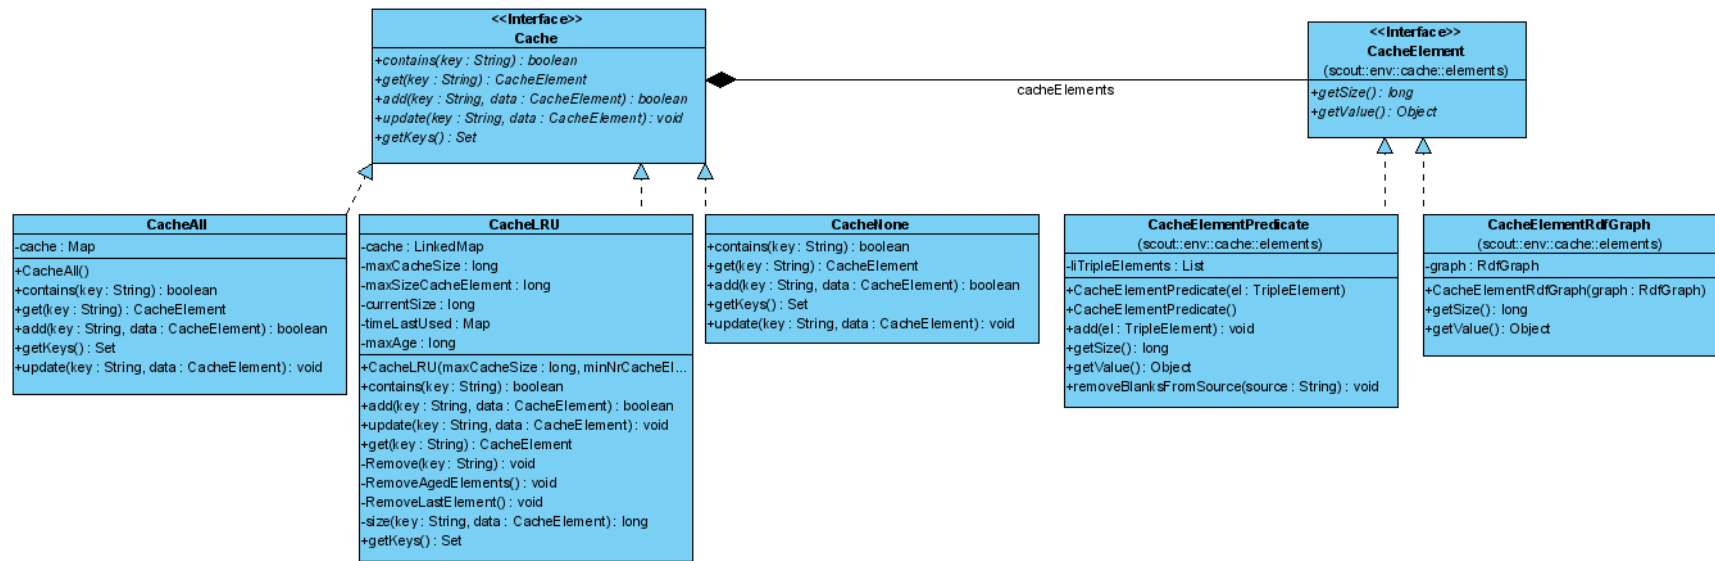 <<Interface>>
Cache
+contains(key : String) : boolean
+get(key : String) : CacheElement
+add(key : String, data : CacheElement) : boolean
+update(key : String, data : CacheElement) : void
+getKeys() : Set
cacheElements
<<Interface>>
CacheElement
(scout::env::cache::elements)
+getSize() : long
+getValue() : Object
CacheAll
-cache : Map
+CacheAll()
+contains(key : String) : boolean
+get(key : String) : CacheElement
+add(key : String, data : CacheElement) : boolean
+getKeys() : Set
+update(key : String, data : CacheElement) : void
CacheLRU
-cache : LinkedMap
-maxCacheSize : long
-maxSizeCacheElement : long
-currentSize : long
-timeLastUsed : Map
-maxAge : long
+CacheLRU(maxCacheSize : long, minNrCacheEl...
+contains(key : String) : boolean
+add(key : String, data : CacheElement) : boolean
+update(key : String, data : CacheElement) : void
+get(key : String) : CacheElement
-Remove(key : String) : void
-RemoveAgedElements() : void
-RemoveLastElement() : void
-size(key : String, data : CacheElement) : long
+getKeys() : Set
CacheNone
+contains(key : String) : boolean
+get(key : String) : CacheElement
+add(key : String, data : CacheElement) : boolean
+getKeys() : Set
+update(key : String, data : CacheElement) : void
CacheElementPredicate
(scout::env::cache::elements)
-liTripleElements : List
+CacheElementPredicate(el : TripleElement)
+CacheElementPredicate()
+add(el : TripleElement) : void
+getSize() : long
+getValue() : Object
+removeBlanksFromSource(source : String) : void
CacheElementRdfGraph
(scout::env::cache::elements)
-graph : RdfGraph
+CacheElementRdfGraph(graph : RdfGraph)
+getSize() : long
+getValue() : Object